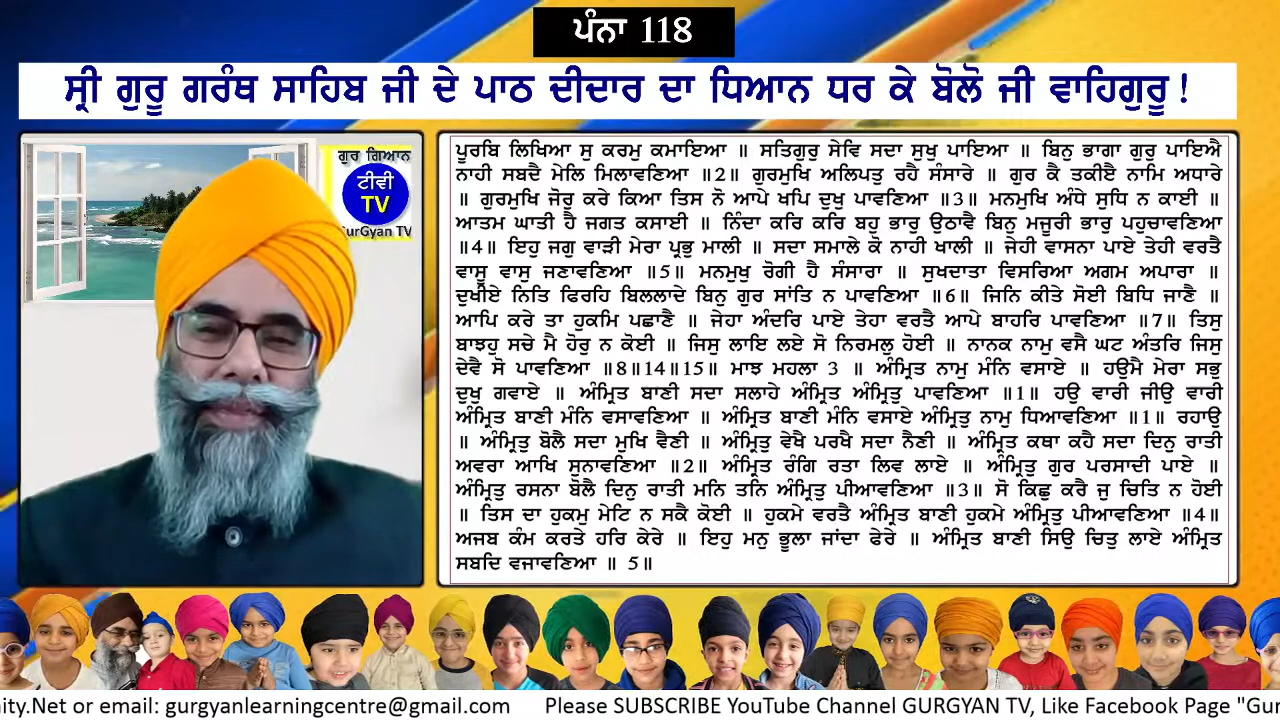 ਪੰਨਾ 118
ਸ੍ਰੀ ਗੁਰੂ ਗਰੰਥ ਸਾਹਿਬ ਜੀ ਦੇ ਪਾਠ ਦੀਦਾਰ ਦਾ ਧਿਆਨ ਧਰ ਕੇ ਬੋਲੋ ਜੀ ਵਾਹਿਗੁਰੂ!
ਗੁਰ ਗਿਆਨ
ਟੀਵੀ
TV
GurGyan TV
ਪੂਰਬਿ ਲਿਖਿਆ ਸੁ ਕਰਮੁ ਕਮਾਇਆ ॥ ਸਤਿਗੁਰੁ ਸੇਵਿ ਸਦਾ ਸੁਖੁ ਪਾਇਆ ॥ ਬਿਨੁ ਭਾਗਾ ਗੁਰੁ ਪਾਇਐ
ਨਾਹੀ ਸਬਦੈ ਮੇਲਿ ਮਿਲਾਵਣਿਆ ॥2॥ ਗੁਰਮੁਖਿ ਅਲਿਪਤੁ ਰਹੈ ਸੰਸਾਰੇ ॥ ਗੁਰ ਕੈ ਤਕੀਐ ਨਾਮਿ ਅਧਾਰੇ
॥ ਗੁਰਮੁਖਿ ਜੋਰੁ ਕਰੇ ਕਿਆ ਤਿਸ ਨੋ ਆਪੇ ਖਪਿ ਦੁਖੁ ਪਾਵਣਿਆ ॥3॥ ਮਨਮੁਖਿ ਅੰਧੇ ਸੁਧਿ ਨ ਕਾਈ ॥
ਆਤਮ ਘਾਤੀ ਹੈ ਜਗਤ ਕਸਾਈ ॥ ਨਿੰਦਾ ਕਰਿ ਕਰਿ ਬਹੁ ਭਾਰੁ ਉਠਾਵੈ ਬਿਨੁ ਮਜੂਰੀ ਭਾਰੁ ਪਹੁਚਾਵਣਿਆ
॥4॥ ਇਹੁ ਜਗੁ ਵਾੜੀ ਮੇਰਾ ਪ੍ਰਭੁ ਮਾਲੀ ॥ ਸਦਾ ਸਮਾਲੇ ਕੋ ਨਾਹੀ ਖਾਲੀ ॥ ਜੇਹੀ ਵਾਸਨਾ ਪਾਏ ਤੇਹੀ ਵਰਤੈ
ਵਾਸੂ ਵਾਸੁ ਜਣਾਵਣਿਆ ॥5॥ ਮਨਮੁਖੁ ਰੋਗੀ ਹੈ ਸੰਸਾਰਾ ॥ ਸੁਖਦਾਤਾ ਵਿਸਰਿਆ ਅਗਮ ਅਪਾਰਾ ॥
ਦੁਖੀਏ ਨਿਤਿ ਫਿਰਹਿ ਬਿਲਲਾਦੇ ਬਿਨੁ ਗੁਰ ਸਾਂਤਿ ਨ ਪਾਵਣਿਆ ॥6॥ ਜਿਨਿ ਕੀਤੇ ਸੋਈ ਬਿਧਿ ਜਾਣੈ ॥
ਆਪਿ ਕਰੇ ਤਾ ਹੁਕਮਿ ਪਛਾਣੈ ॥ ਜੇਹਾ ਅੰਦਰਿ ਪਾਏ ਤੇਹਾ ਵਰਤੈ ਆਪੇ ਬਾਹਰਿ ਪਾਵਣਿਆ ॥7॥ ਤਿਸੁ
ਬਾਝਹੁ ਸਚੇ ਮੈ ਹੋਰੁ ਨ ਕੋਈ ॥ ਜਿਸੁ ਲਾਇ ਲਏ ਸੋ ਨਿਰਮਲੁ ਹੋਈ ॥ ਨਾਨਕ ਨਾਮੁ ਵਸੈ ਘਟ ਅੰਤਰਿ ਜਿਸੁ
ਦੇਵੈ ਸੋ ਪਾਵਣਿਆ ॥8॥14॥15॥ ਮਾਝ ਮਹਲਾ 3 ॥ ਅੰਮ੍ਰਿਤ ਨਾਮੁ ਮੰਨਿ ਵਸਾਏ ॥ ਹਉਮੈ ਮੇਰਾ ਸਭੁ
ਦੁਖੁ ਗਵਾਏ ॥ ਅੰਮ੍ਰਿਤ ਬਾਣੀ ਸਦਾ ਸਲਾਹੇ ਅੰਮ੍ਰਿਤ ਅੰਮ੍ਰਿਤੁ ਪਾਵਣਿਆ ॥1॥ ਹਉ ਵਾਰੀ ਜੀਉ ਵਾਰੀ
ਅੰਮ੍ਰਿਤ ਬਾਣੀ ਮੰਨਿ ਵਸਾਵਣਿਆ ॥ ਅੰਮ੍ਰਿਤ ਬਾਣੀ ਮੰਨਿ ਵਸਾਏ ਅੰਮ੍ਰਿਤੁ ਨਾਮੁ ਧਿਆਵਣਿਆ ॥1॥ ਰਹਾਉ
॥ ਅੰਮ੍ਰਿਤੁ ਬੋਲੈ ਸਦਾ ਮੁਖਿ ਵੈਣੀ ॥ ਅੰਮ੍ਰਿਤੁ ਵੇਖੈ ਪਰਖੈ ਸਦਾ ਨੈਣੀ ॥ ਅੰਮ੍ਰਿਤ ਕਥਾ ਕਹੈ ਸਦਾ ਦਿਨੁ ਰਾਤੀ
ਅਵਰਾ ਆਖਿ ਸੁਨਾਵਣਿਆ ॥2॥ ਅੰਮ੍ਰਿਤ ਰੰਗਿ ਰਤਾ ਲਿਵ ਲਾਏ ॥ ਅੰਮ੍ਰਿਤੁ ਗੁਰ ਪਰਸਾਦੀ ਪਾਏ ॥
ਅੰਮ੍ਰਿਤੁ ਰਸਨਾ ਬੋਲੈ ਦਿਨੁ ਰਾਤੀ ਮਨਿ ਤਨਿ ਅੰਮ੍ਰਿਤੁ ਪੀਆਵਣਿਆ ॥3॥ ਸੋ ਕਿਛੁ ਕਰੈ ਜੁ ਚਿਤਿ ਨ ਹੋਈ
॥ ਤਿਸ ਦਾ ਹੁਕਮੁ ਮੇਟਿ ਨ ਸਕੈ ਕੋਈ ॥ ਹੁਕਮੇ ਵਰਤੈ ਅੰਮ੍ਰਿਤ ਬਾਣੀ ਹੁਕਮੇ ਅੰਮ੍ਰਿਤੁ ਪੀਆਵਣਿਆ ॥4॥
ਅਜਬ ਕੰਮ ਕਰਤੇ ਹਰਿ ਕੇਰੇ ॥ ਇਹੁ ਮਨੁ ਭੂਲਾ ਜਾਂਦਾ ਫੇਰੇ ॥ ਅੰਮ੍ਰਿਤ ਬਾਣੀ ਸਿਉ ਚਿਤੁ ਲਾਏ ਅੰਮ੍ਰਿਤ
ਸਬਦਿ ਵਜਾਵਣਿਆ ॥ 5॥
nity.Net or email: gurgyanlearningcentre@gmail.com Please SUBSCRIBE YouTube Channel GURGYAN TV, Like Facebook Page "Gur